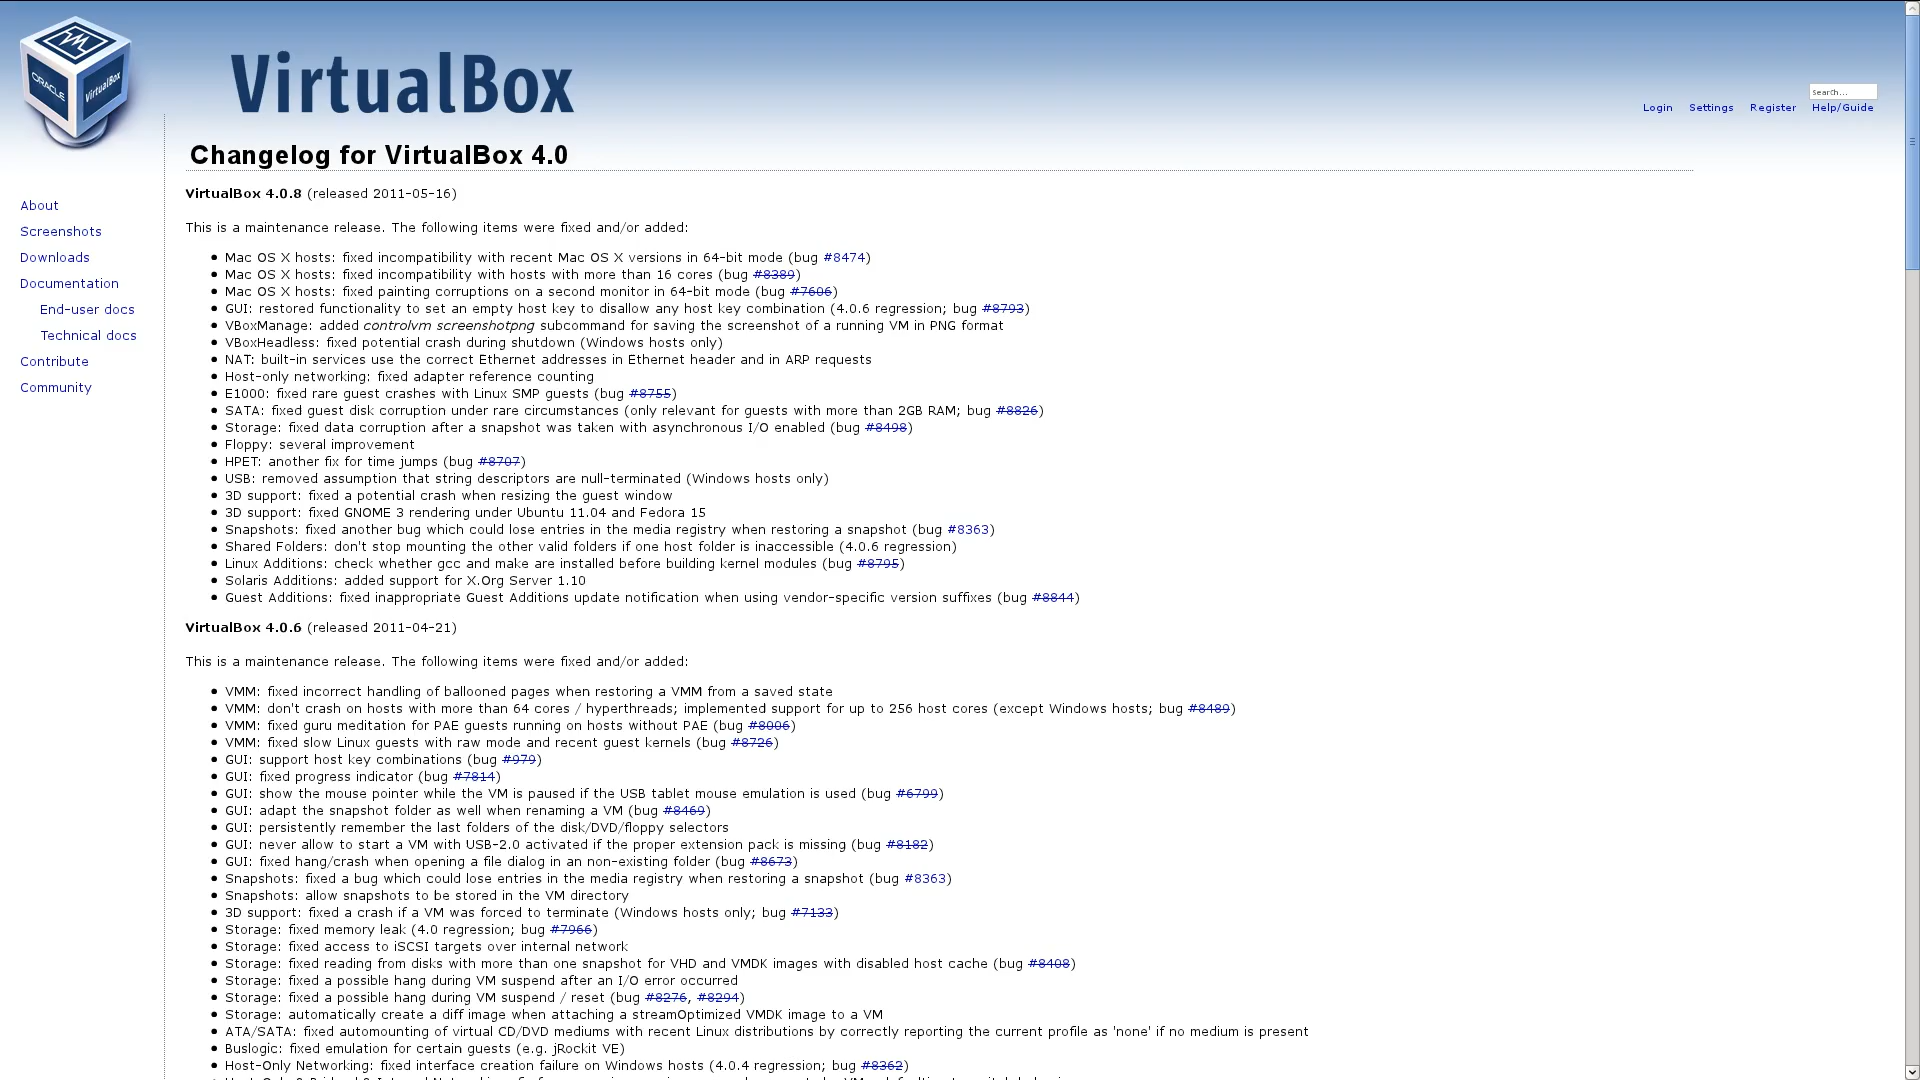 ORACLE
VirtualBox
VirtualBox
search...
Login Settings Register Help/Guide
About
Screenshots
Downloads
Documentation
End-user docs
Technical docs
Contribute
Community
Changelog for VirtualBox 4.0
VirtualBox 4.0.8 (released 2011-05-16)
This is a maintenance release. The following items were fixed and/or added:
Mac OS X hosts: fixed incompatibility with recent Mac OS X versions in 64-bit mode (bug #8474)
Mac OS X hosts: fixed incompatibility with hosts with more than 16 cores (bug #8389)
Mac OS X hosts: fixed painting corruptions on a second monitor in 64-bit mode (bug #7606)
GUI: restored functionality to set an empty host key to disallow any host key combination (4.0.6 regression; bug #8793)
VBoxManage: added controlvm screenshotpng subcommand for saving the screenshot of a running VM in PNG format
VBoxHeadless: fixed potential crash during shutdown (Windows hosts only)
NAT: built-in services use the correct Ethernet addresses in Ethernet header and in ARP requests
Host-only networking: fixed adapter reference counting
E1000: fixed rare guest crashes with Linux SMP guests (bug #8755)
SATA: fixed guest disk corruption under rare circumstances (only relevant for guests with more than 2GB RAM; bug #8826)
Storage: fixed data corruption after a snapshot was taken with asynchronous I/O enabled (bug #8498)
Floppy: several improvement
HPET: another fix for time jumps (bug #8707)
USB: removed assumption that string descriptors are null-terminated (Windows hosts only)
3D support: fixed a potential crash when resizing the guest window
3D support: fixed GNOME 3 rendering under Ubuntu 11.04 and Fedora 15
Snapshots: fixed another bug which could lose entries in the media registry when restoring a snapshot (bug #8363)
Shared Folders: don't stop mounting the other valid folders if one host folder is inaccessible (4.0.6 regression)
Linux Additions: check whether gcc and make are installed before building kernel modules (bug #8795)
Solaris Additions: added support for X.Org Server 1.10
Guest Additions: fixed inappropriate Guest Additions update notification when using vendor-specific version suffixes (bug #8844)
VirtualBox 4.0.6 (released 2011-04-21)
This is a maintenance release. The following items were fixed and/or added:
VMM: fixed incorrect handling of ballooned pages when restoring a VMM from a saved state
VMM: don't crash on hosts with more than 64 cores / hyperthreads; implemented support for up to 256 host cores (except Windows hosts; bug #8489)
VMM: fixed guru meditation for PAE guests running on hosts without PAE (bug #8006)
VMM: fixed slow Linux guests with raw mode and recent guest kernels (bug #8726)
GUI: support host key combinations (bug #979)
GUI: fixed progress indicator (bug #7814)
GUI: show the mouse pointer while the VM is paused if the USB tablet mouse emulation is used (bug #6799)
GUI: adapt the snapshot folder as well when renaming a VM (bug #8469)
GUI: persistently remember the last folders of the disk/DVD/floppy selectors
GUI: never allow to start a VM with USB-2.0 activated if the proper extension pack is missing (bug #8182)
GUI: fixed hang/crash when opening a file dialog in an non-existing folder (bug #8673)
Snapshots: fixed a bug which could lose entries in the media registry when restoring a snapshot (bug #8363)
Snapshots: allow snapshots to be stored in the VM directory
3D support: fixed a crash if a VM was forced to terminate (Windows hosts only; bug #7133)
Storage: fixed memory leak (4.0 regression; bug #7966)
Storage: fixed access to iSCSI targets over internal network
Storage: fixed reading from disks with more than one snapshot for VHD and VMDK images with disabled host cache (bug #8408)
Storage: fixed a possible hang during VM suspend after an I/O error occurred
Storage: fixed a possible hang during VM suspend / reset (bug #8276, #8294)
Storage: automatically create a diff image when attaching a streamOptimized VMDK image to a VM
ATA/SATA: fixed automounting of virtual CD/DVD mediums with recent Linux distributions by correctly reporting the current profile as 'none' if no medium is present
Buslogic: fixed emulation for certain guests (e.g. jRockit VE)
Host-Only Networking: fixed interface creation failure on Windows hosts (4.0.4 regression; bug #8362)